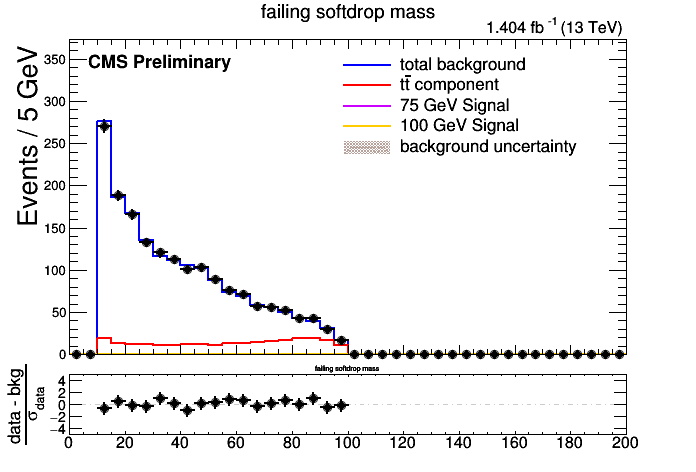 failing softdrop mass
1.404 fb⁻¹ (13 TeV)
CMS Preliminary
total background
tt̄ component
75 GeV Signal
100 GeV Signal
background uncertainty
Events / 5 GeV
350
300
250
200
150
100
50
0
failing softdrop mass
data - bkg
σ data
4
2
0
−2
−4
0 20 40 60 80 100 120 140 160 180 200